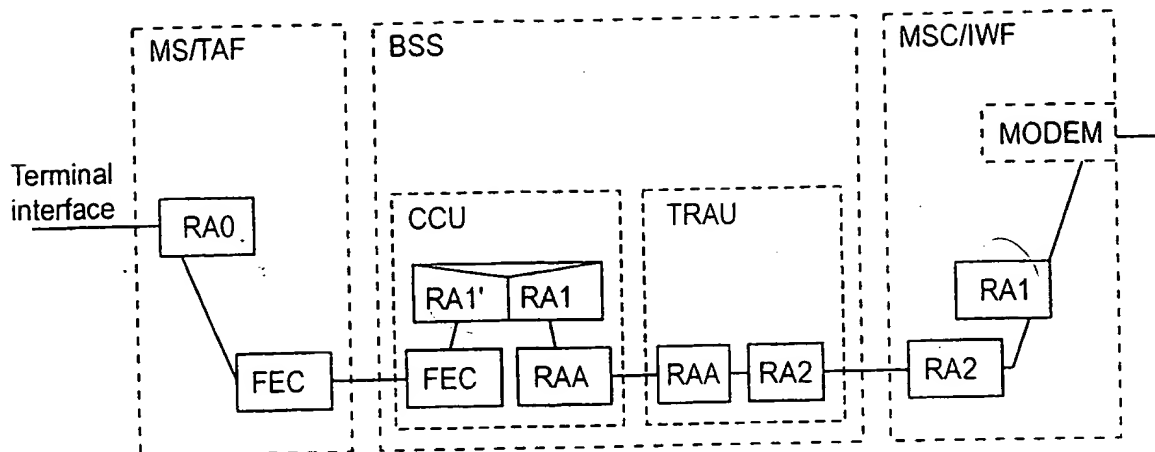 MS/TAF
BSS
MSC/IWF
MODEM
Terminal
interface
RA0
CCU
TRAU
RA1'
RA1
RA1
FEC
FEC
RAA
RAA
RA2
RA2